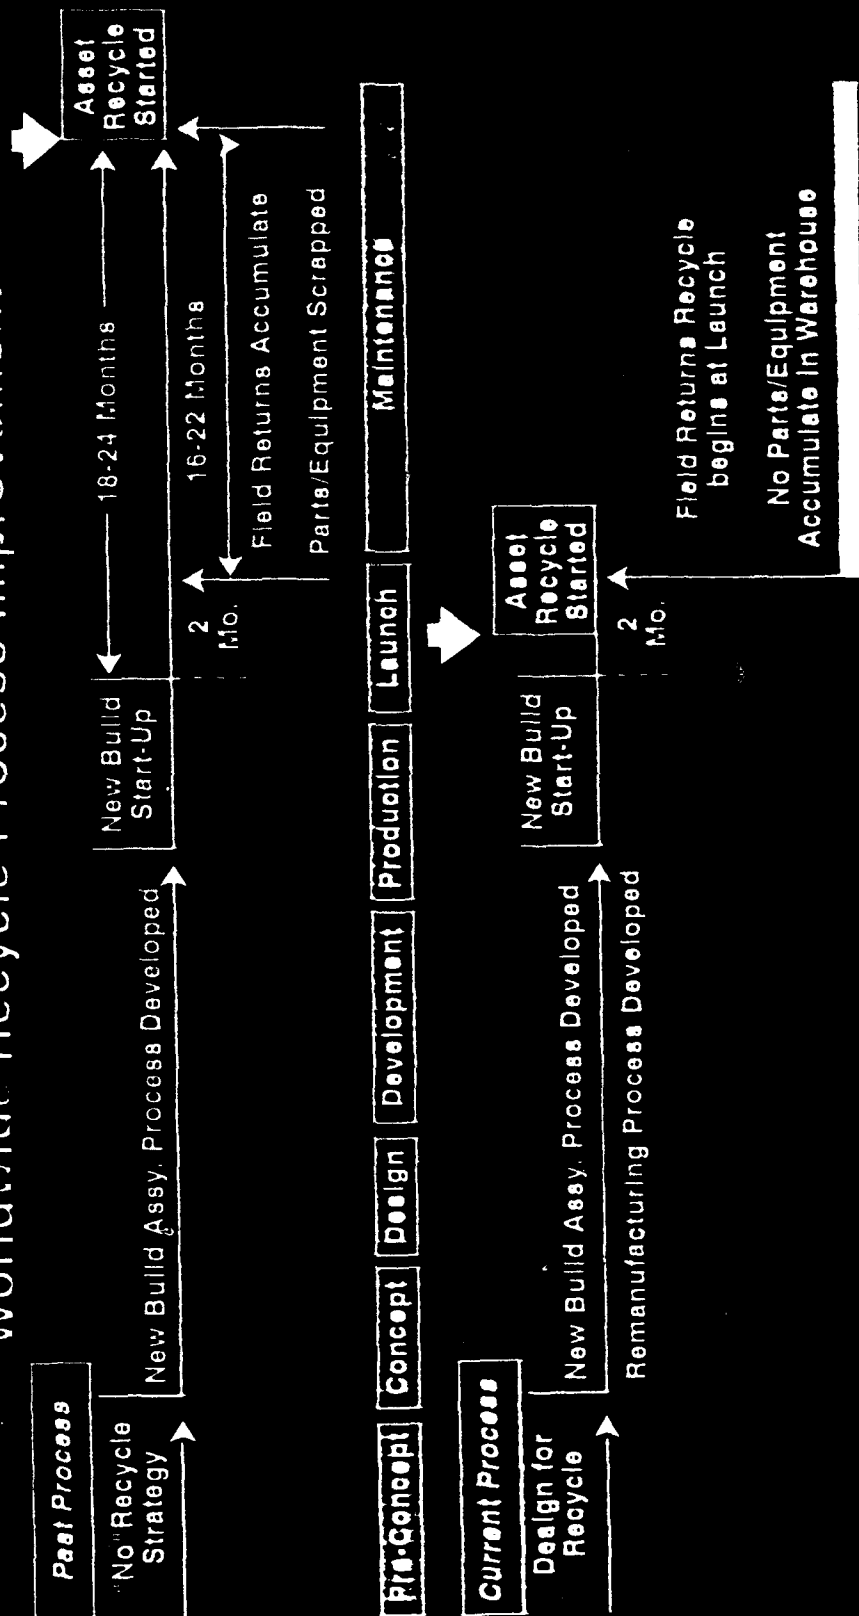 Worldwide Recycle Process Improvement
Past Process
"No" Recycle
Strategy
New Build Assy. Process Developed
New Build
Start-Up
18-24 Months
Asset
Recycle
Started
2
Mo.
16-22 Months
Field Returns Accumulate
Parts/Equipment Scrapped
Pre-Concept
Concept
Design
Development
Production
Launch
Maintenance
Current Process
Design for
Recycle
New Build Assy. Process Developed
Remanufacturing Process Developed
New Build
Start-Up
Asset
Recycle
Started
2
Mo.
Field Returns Recycle
begins at Launch
No Parts/Equipment
Accumulate In Warehouse